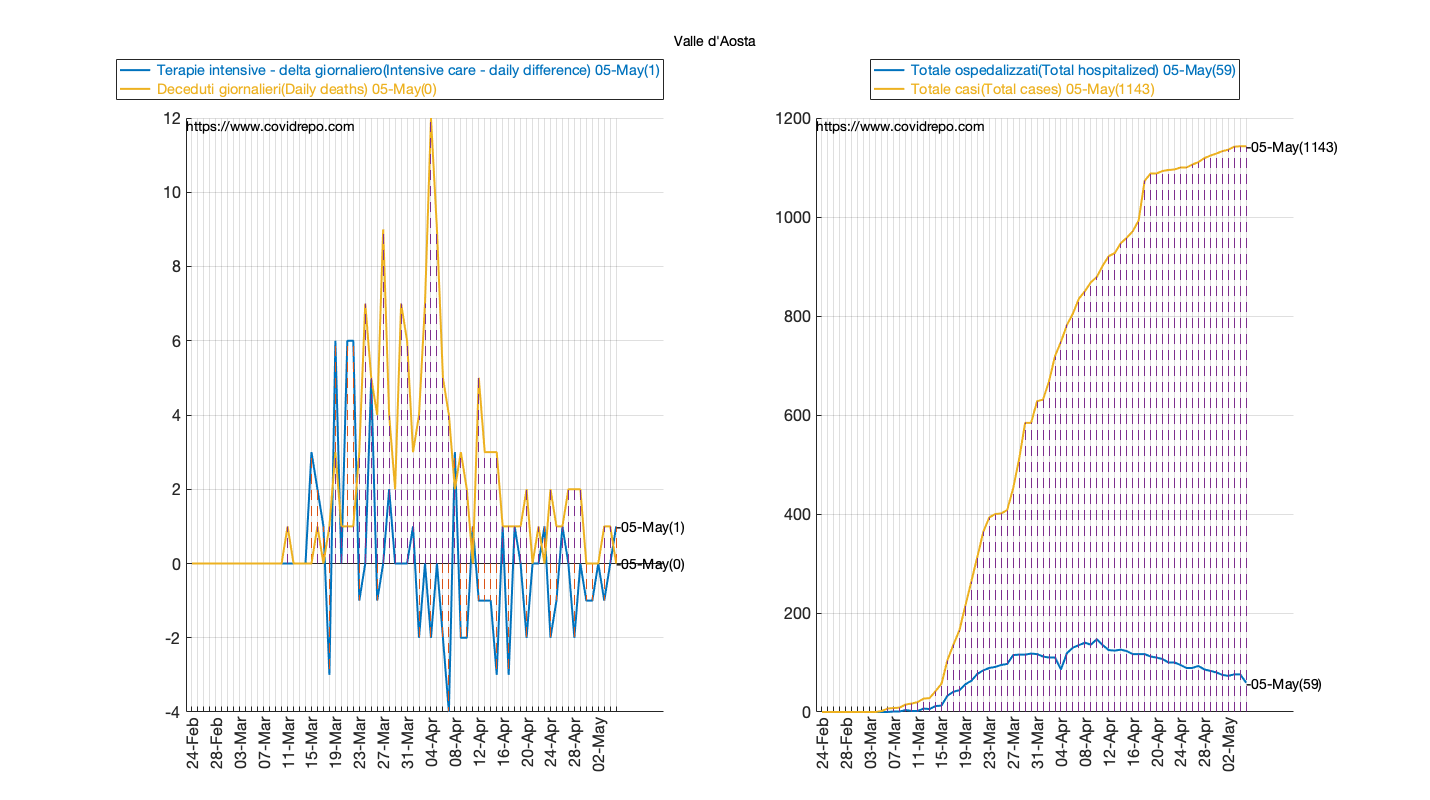 Valle d'Aosta
Terapie intensive - delta giornaliero(Intensive care - daily difference) 05-May(1)
Deceduti giornalieri(Daily deaths) 05-May(0)
https://www.covidrepo.com
12
10
8
6
4
2
0
-2
-4
05-May(1)
05-May(0)
24-Feb
28-Feb
03-Mar
07-Mar
11-Mar
15-Mar
19-Mar
23-Mar
27-Mar
31-Mar
04-Apr
08-Apr
12-Apr
16-Apr
20-Apr
24-Apr
28-Apr
02-May
Totale ospedalizzati(Total hospitalized) 05-May(59)
Totale casi(Total cases) 05-May(1143)
https://www.covidrepo.com
1200
1000
800
600
400
200
0
05-May(1143)
05-May(59)
24-Feb
28-Feb
03-Mar
07-Mar
11-Mar
15-Mar
19-Mar
23-Mar
27-Mar
31-Mar
04-Apr
08-Apr
12-Apr
16-Apr
20-Apr
24-Apr
28-Apr
02-May